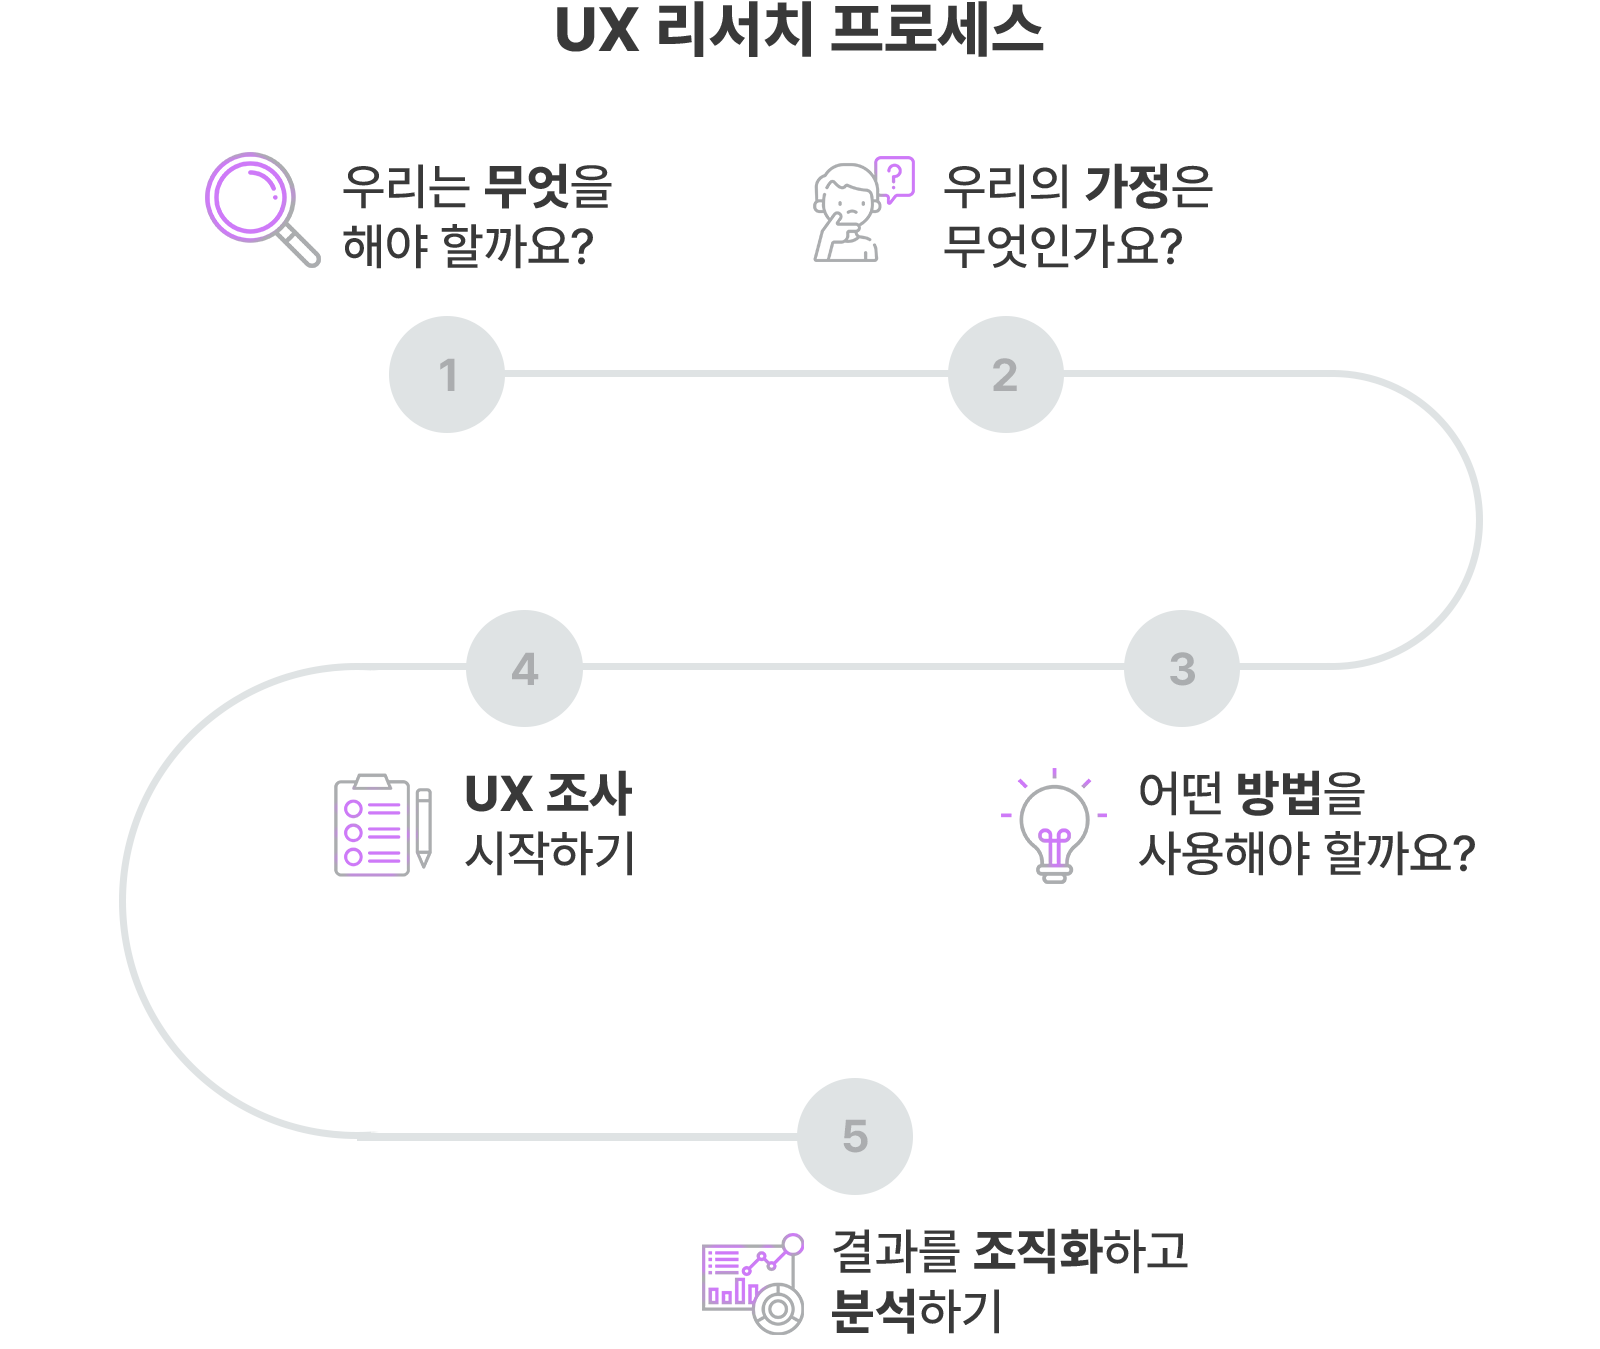 UX 리서치 프로세스
우리는 무엇을
해야 할까요?
?
우리의 가정은
무엇인가요?
1
2
3
어떤 방법을
사용해야 할까요?
4
UX 조사
시작하기
5
결과를 조직화하고
분석하기